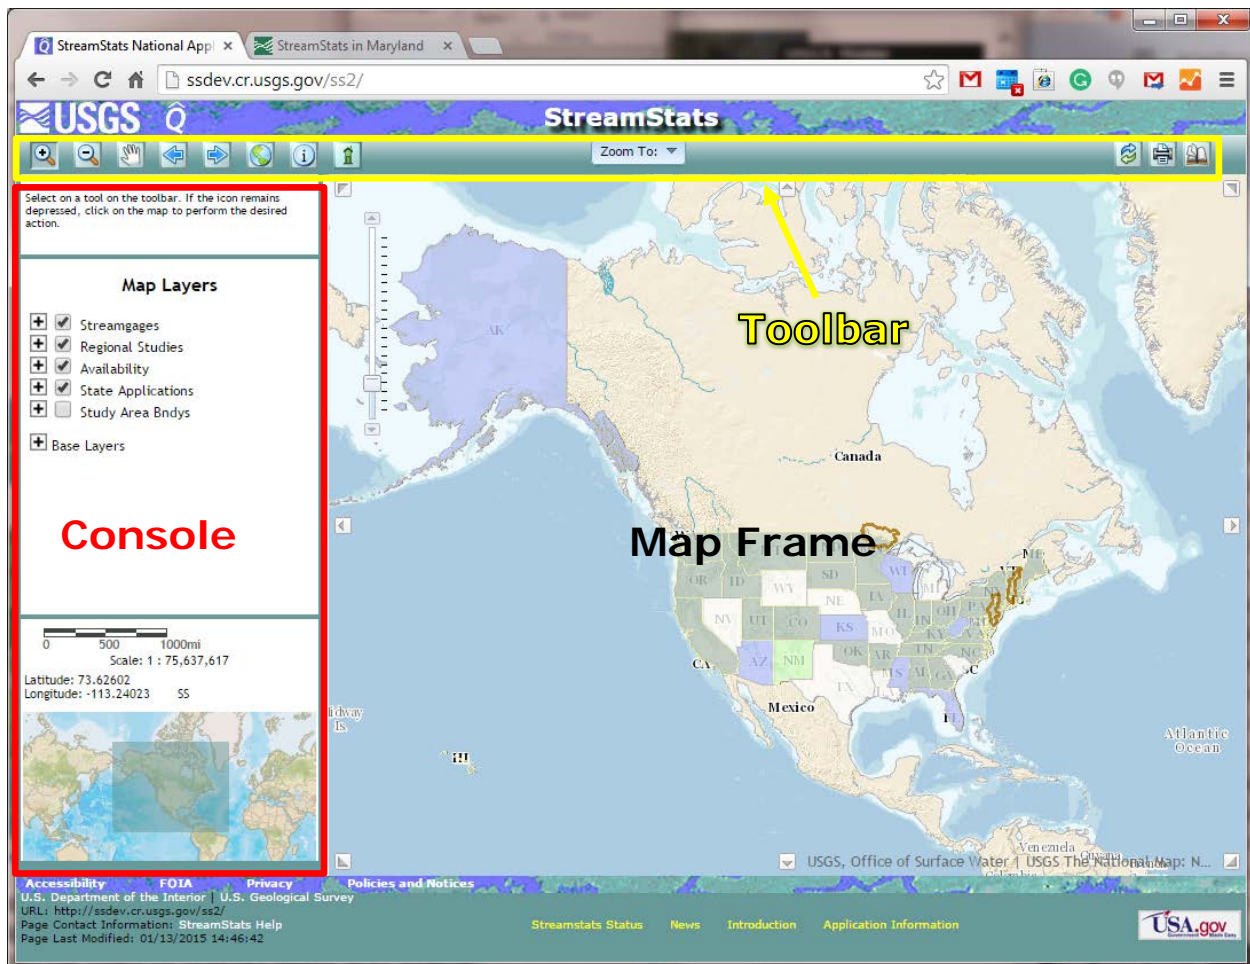 StreamStats National Appl
StreamStats in Maryland
ssdev.cr.usgs.gov/ss2/
USGS
StreamStats
Zoom To:
Select on a tool on the toolbar. If the icon remains
depressed, click on the map to perform the desired
action.
Map Layers
Streamgages
Regional Studies
Availability
State Applications
Study Area Bndys
Base Layers
Console
0 500 1000mi
Scale: 1 : 75,637,617
Latitude: 73.62602
Longitude: -113.24023 SS
Toolbar
AK
Canada
Map Frame
ME
VT
OR ID WY SD WI MI NY
NE IA IL IN OH PA
NV UT CO KS MO KY VA
CA AZ NM OK AR TN NC
SC
TX MS AL GA
Mexico
FL
Midway
Is.
HI
Atlantic
Ocean
Venezuela
USGS, Office of Surface Water | USGS The National Map: N...
Accessibility FOIA Privacy Policies and Notices
U.S. Department of the Interior | U.S. Geological Survey
URL: http://ssdev.cr.usgs.gov/ss2/
Page Contact Information: StreamStats Help
Page Last Modified: 01/13/2015 14:46:42
Streamstats Status News Introduction Application Information
USA.gov